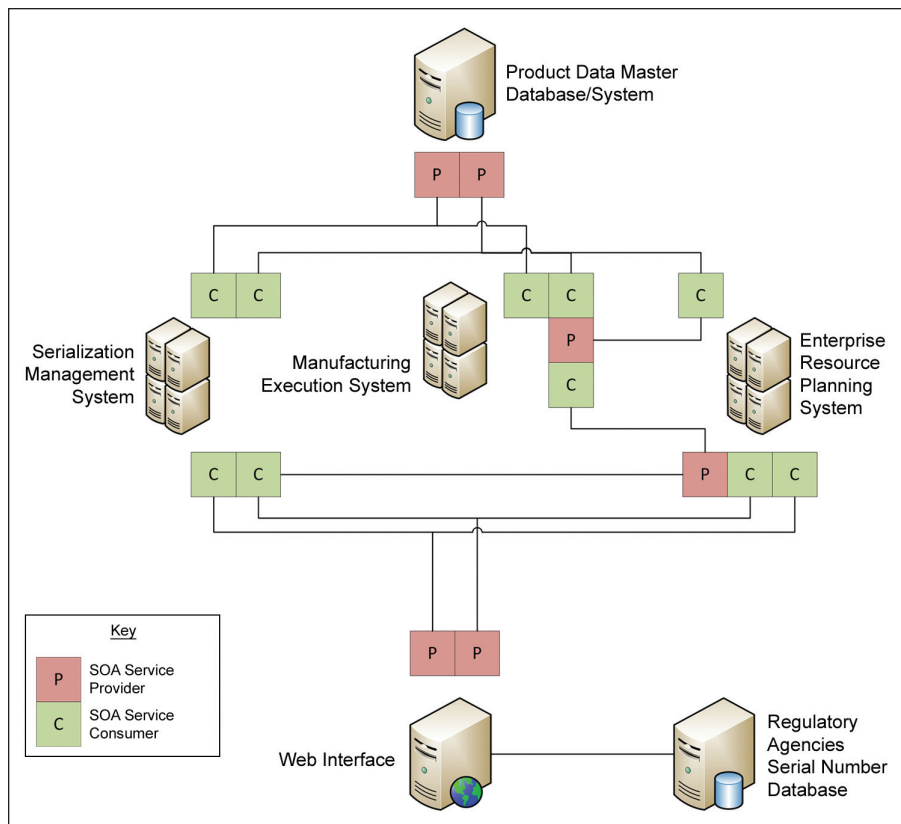 Product Data Master
Database/System
P P
C C
C C
C
P
C
Serialization
Management
System
Manufacturing
Execution System
Enterprise
Resource
Planning
System
C C
P C C
P P
Key
P
SOA Service
Provider
C
SOA Service
Consumer
Web Interface
Regulatory
Agencies
Serial Number
Database